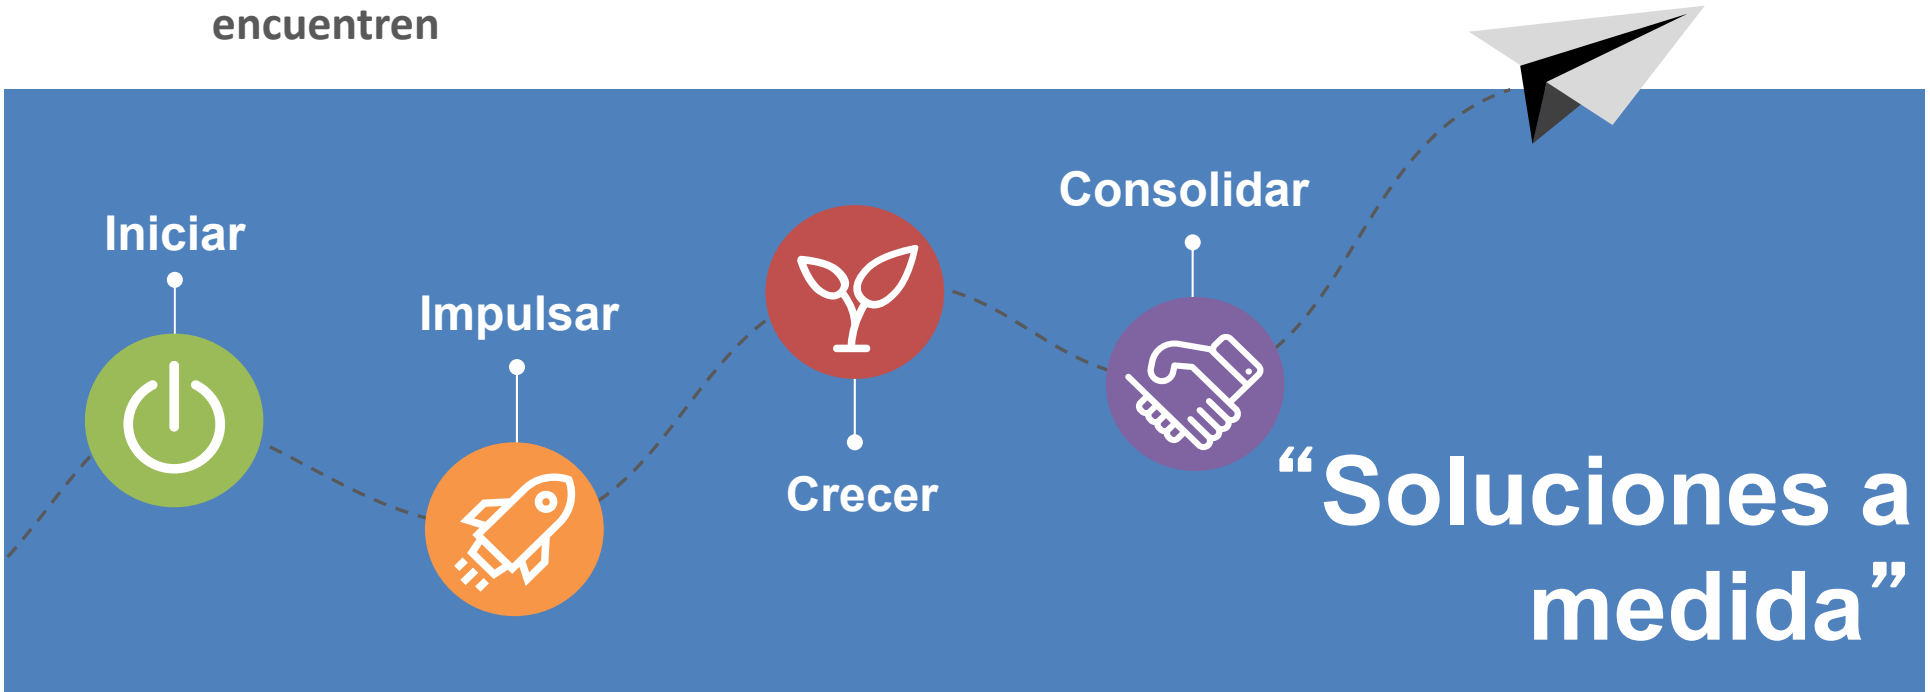 encuentren
Iniciar
Impulsar
Crecer
Consolidar
“Soluciones a
medida”